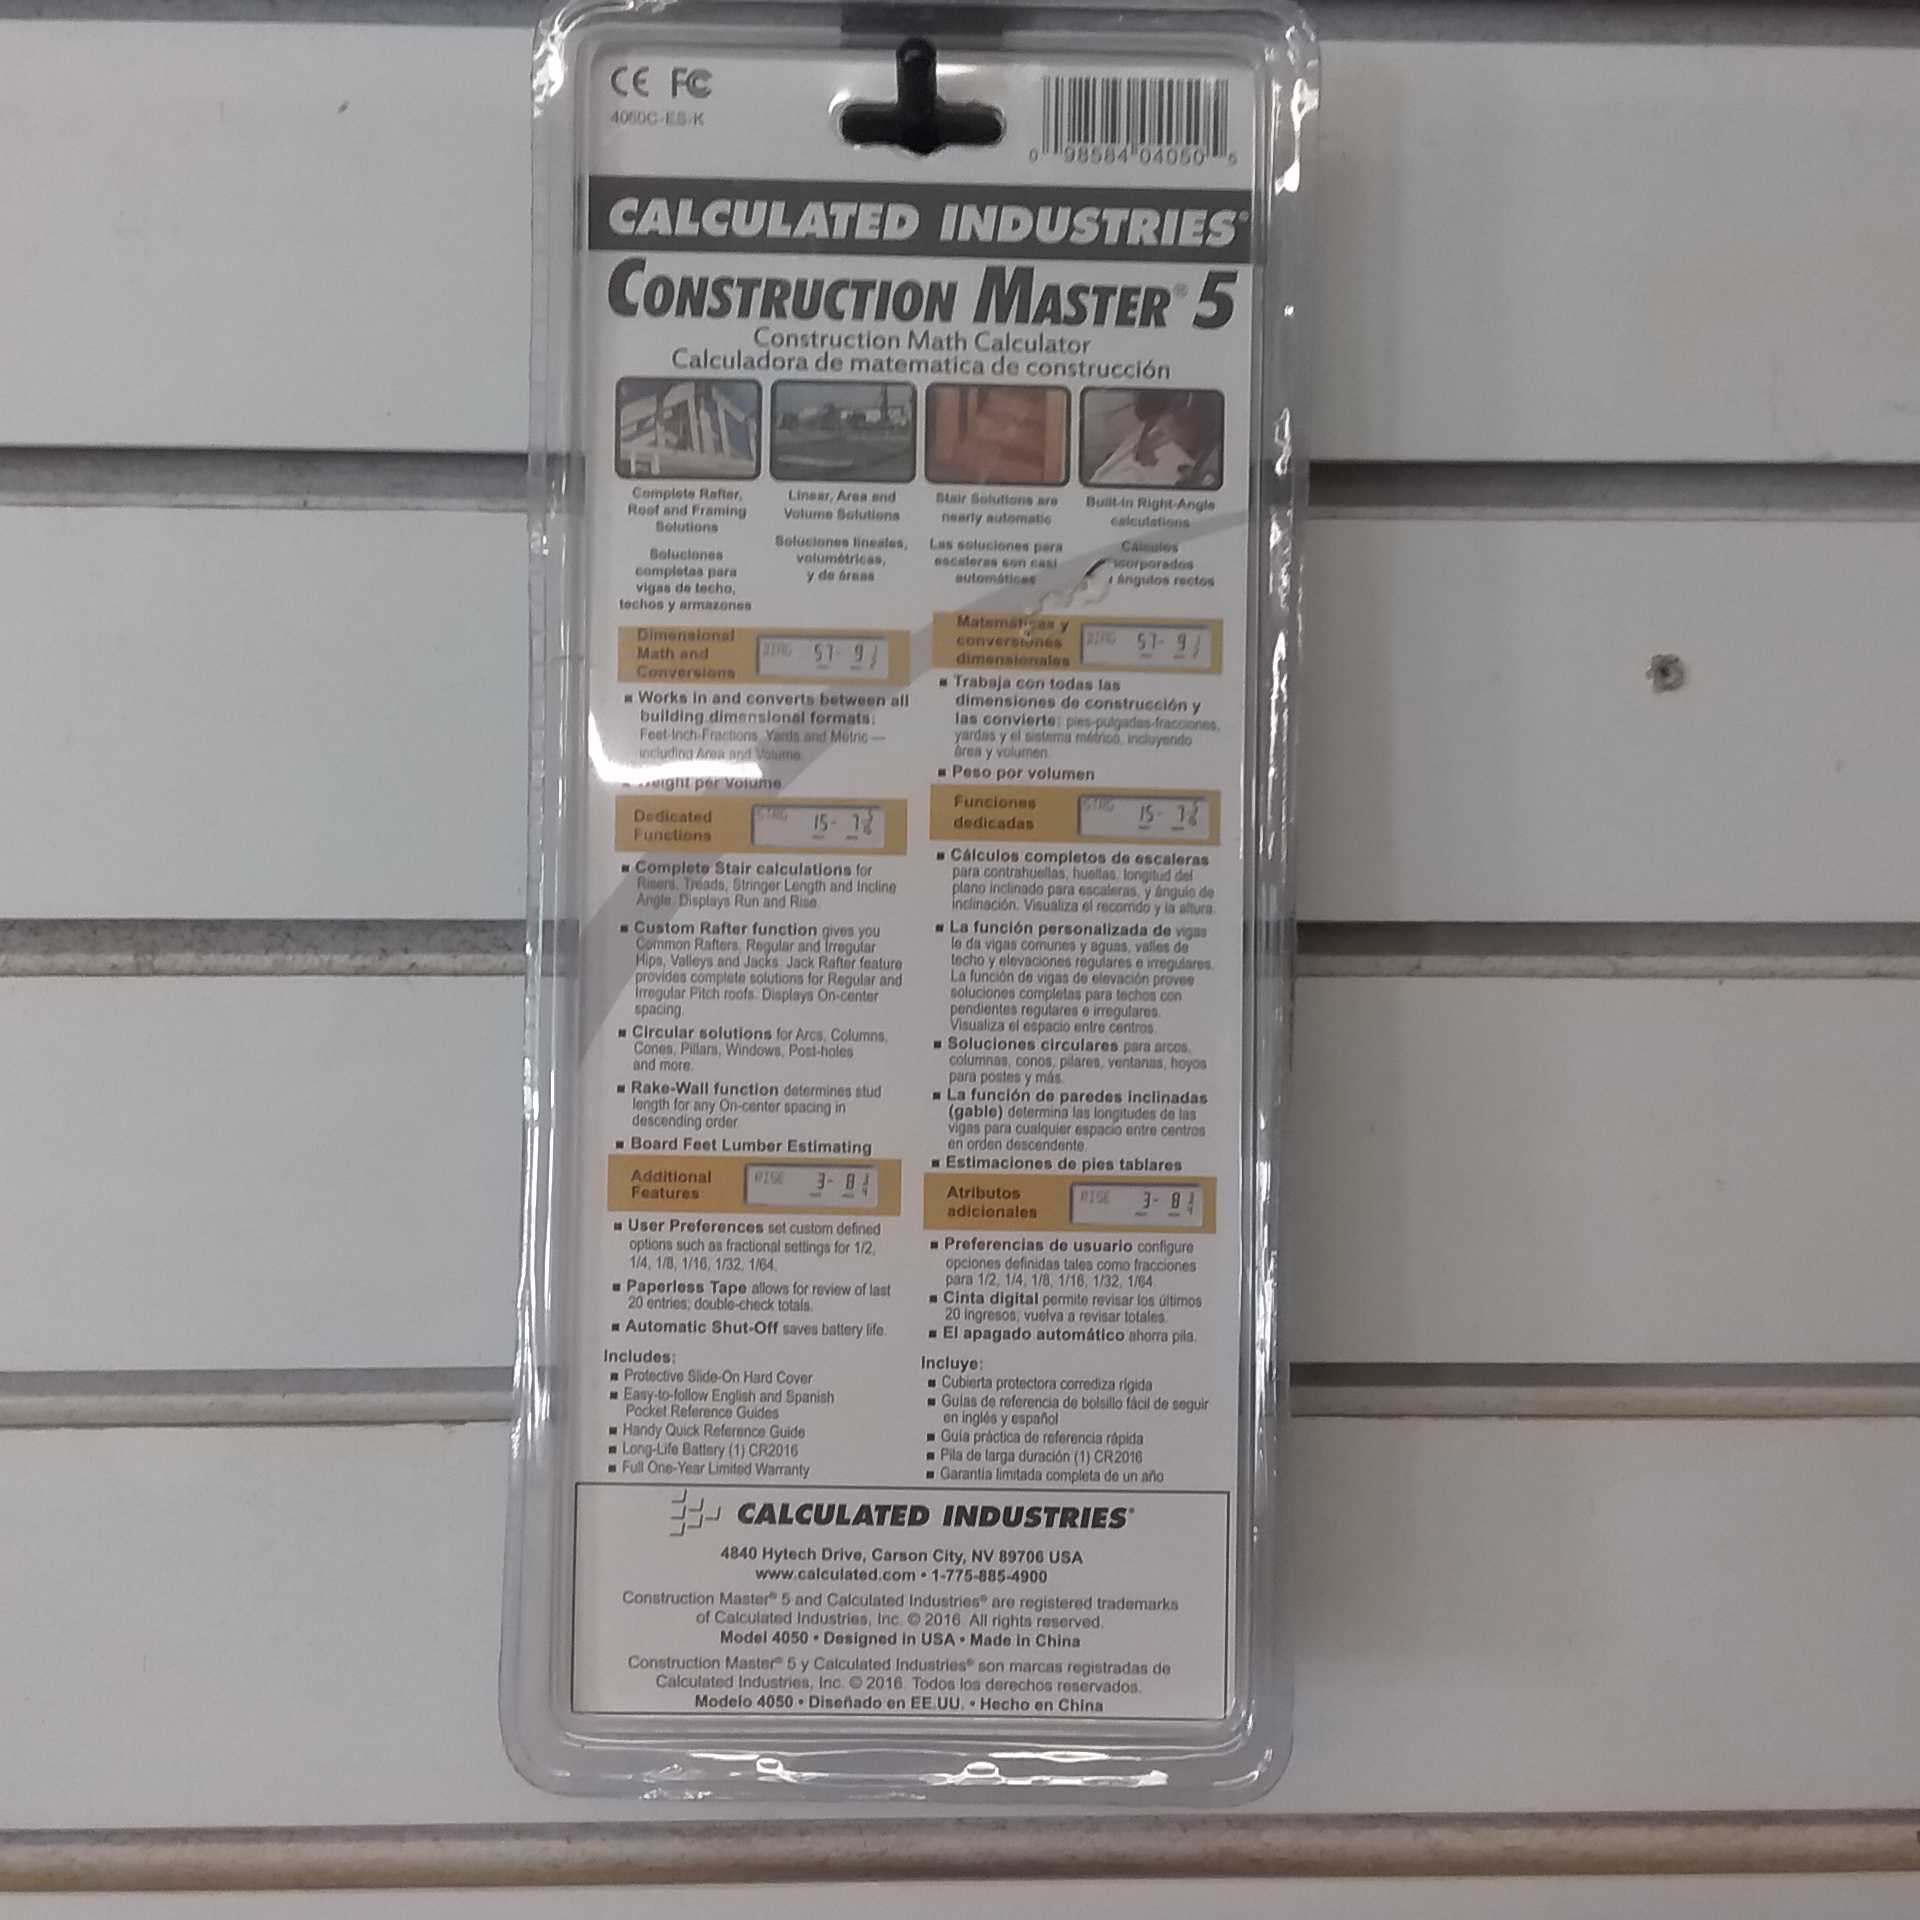 CE FC
4050C-ES-K
0 98584 04050 5
CALCULATED INDUSTRIES®
CONSTRUCTION MASTER® 5
Construction Math Calculator
Calculadora de matematica de construcción
Complete Rafter,
Roof and Framing
Solutions
Soluciones
completas para
vigas de techo,
techos y armazones
Linear, Area and
Volume Solutions
Soluciones lineales,
volumétricas,
y de áreas
Stair Solutions are
nearly automatic
Las soluciones para
escaleras son casi
automáticas
Built-in Right-Angle
calculations
Cálculos
ángulos rectos
Dimensional
Math and
Conversions
DIAG 57- 9
▪ Works in and converts between all
building dimensional formats:
Feet-Inch-Fractions, Yards and Metric —
including Area and Volume.
per Volume
Dedicated
Functions
STRG 15- 7
▪ Complete Stair calculations for
Risers, Treads, Stringer Length and Incline
Angle. Displays Run and Rise.
▪ Custom Rafter function gives you
Common Rafters, Regular and Irregular
Hips, Valleys and Jacks. Jack Rafter feature
provides complete solutions for Regular and
Irregular Pitch roofs. Displays On-center
spacing.
▪ Circular solutions for Arcs, Columns,
Cones, Pillars, Windows, Post-holes
and more.
▪ Rake-Wall function determines stud
length for any On-center spacing in
descending order.
▪ Board Feet Lumber Estimating
Additional
Features
RISE 3- 8 3/4
▪ User Preferences set custom defined
options such as fractional settings for 1/2,
1/4, 1/8, 1/16, 1/32, 1/64.
▪ Paperless Tape allows for review of last
20 entries; double-check totals.
▪ Automatic Shut-Off saves battery life.
Includes:
▪ Protective Slide-On Hard Cover
▪ Easy-to-follow English and Spanish
Pocket Reference Guides
▪ Handy Quick Reference Guide
▪ Long-Life Battery (1) CR2016
▪ Full One-Year Limited Warranty
Matemáticas y
conversiones
dimensionales
DIAG 57- 9
▪ Trabaja con todas las
dimensiones de construcción y
las convierte: pies-pulgadas-fracciones,
yardas y el sistema métrico, incluyendo
área y volumen.
▪ Peso por volumen
Funciones
dedicadas
STRG 15- 7
▪ Cálculos completos de escaleras
para contrahuellas, huellas, longitud del
plano inclinado para escaleras, y ángulo de
inclinación. Visualiza el recorrido y la altura.
▪ La función personalizada de vigas
le da vigas comunes y aguas, valles de
techo y elevaciones regulares e irregulares.
La función de vigas de elevación provee
soluciones completas para techos con
pendientes regulares e irregulares.
Visualiza el espacio entre centros.
▪ Soluciones circulares para arcos,
columnas, conos, pilares, ventanas, hoyos
para postes y más.
▪ La función de paredes inclinadas
(gable) determina las longitudes de las
vigas para cualquier espacio entre centros
en orden descendente.
▪ Estimaciones de pies tablares
Atributos
adicionales
RISE 3- 8 3/4
▪ Preferencias de usuario configure
opciones definidas tales como fracciones
para 1/2, 1/4, 1/8, 1/16, 1/32, 1/64.
▪ Cinta digital permite revisar los últimos
20 ingresos; vuelva a revisar totales.
▪ El apagado automático ahorra pila.
Incluye:
▪ Cubierta protectora corrediza rígida
▪ Guías de referencia de bolsillo fácil de seguir
en inglés y español
▪ Guía práctica de referencia rápida
▪ Pila de larga duración (1) CR2016
▪ Garantía limitada completa de un año
CALCULATED INDUSTRIES®
4840 Hytech Drive, Carson City, NV 89706 USA
www.calculated.com • 1-775-885-4900
Construction Master® 5 and Calculated Industries® are registered trademarks
of Calculated Industries, Inc. © 2016. All rights reserved.
Model 4050 • Designed in USA • Made in China
Construction Master® 5 y Calculated Industries® son marcas registradas de
Calculated Industries, Inc. © 2016. Todos los derechos reservados.
Modelo 4050 • Diseñado en EE.UU. • Hecho en China